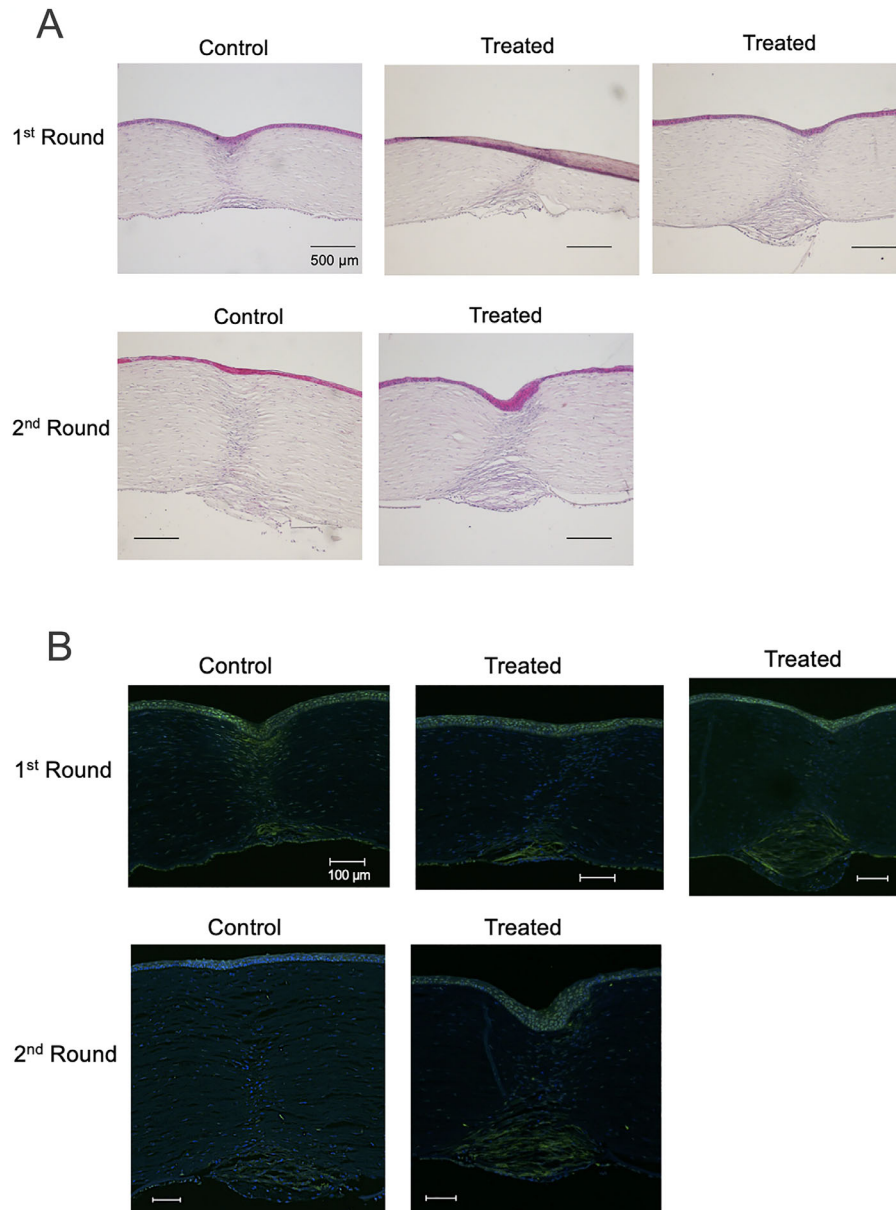 A
Control
Treated
Treated
1st Round
500 µm
Control
Treated
2nd Round
B
Control
Treated
Treated
1st Round
100 µm
Control
Treated
2nd Round